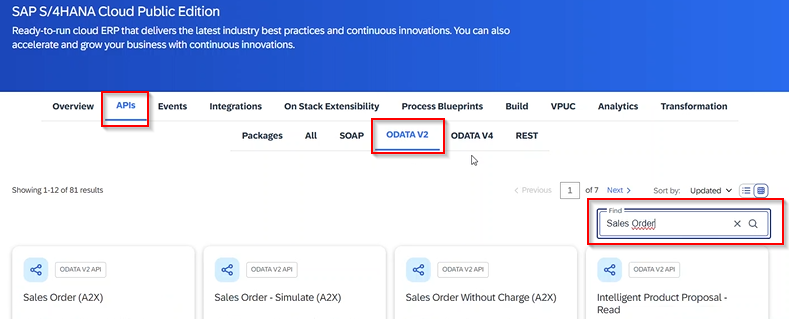 SAP S/4HANA Cloud Public Edition
Ready-to-run cloud ERP that delivers the latest industry best practices and continuous innovations. You can also
accelerate and grow your business with continuous innovations.
Overview APIs Events Integrations On Stack Extensibility Process Blueprints Build VPUC Analytics Transformation
Packages All SOAP ODATA V2 ODATA V4 REST
Showing 1-12 of 81 results
Previous 1 of 7 Next Sort by: Updated
Find
Sales Order
ODATA V2 API ODATA V2 API ODATA V2 API ODATA V2 API
Sales Order (A2X) Sales Order - Simulate (A2X) Sales Order Without Charge (A2X) Intelligent Product Proposal -
Read